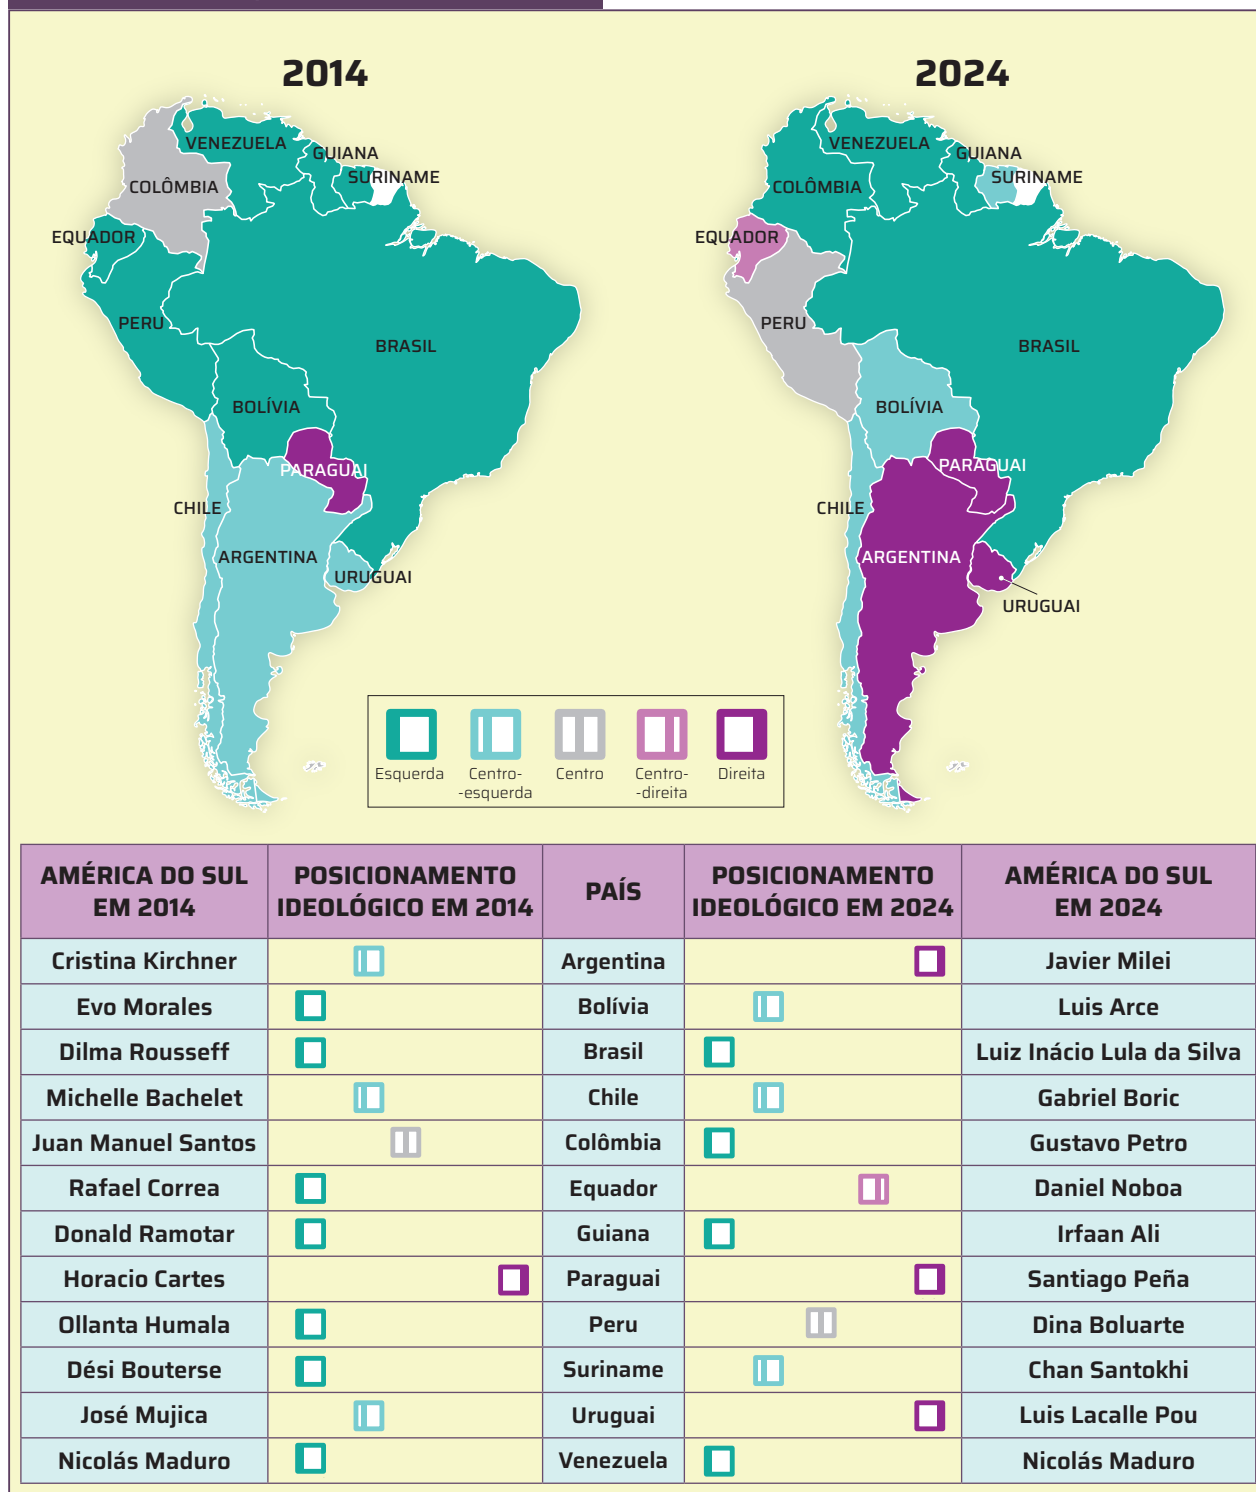 2014
VENEZUELA
GUIANA
SURINAME
COLÔMBIA
EQUADOR
PERU
BRASIL
BOLÍVIA
PARAGUAI
CHILE
ARGENTINA
URUGUAI
2024
VENEZUELA
GUIANA
SURINAME
COLÔMBIA
EQUADOR
PERU
BRASIL
BOLÍVIA
PARAGUAI
CHILE
ARGENTINA
URUGUAI
Esquerda
Centro-
-esquerda
Centro
Centro-
-direita
Direita
AMÉRICA DO SUL
EM 2014
POSICIONAMENTO
IDEOLÓGICO EM 2014
PAÍS
POSICIONAMENTO
IDEOLÓGICO EM 2024
AMÉRICA DO SUL
EM 2024
Cristina Kirchner Argentina Javier Milei
Evo Morales Bolívia Luis Arce
Dilma Rousseff Brasil Luiz Inácio Lula da Silva
Michelle Bachelet Chile Gabriel Boric
Juan Manuel Santos Colômbia Gustavo Petro
Rafael Correa Equador Daniel Noboa
Donald Ramotar Guiana Irfaan Ali
Horacio Cartes Paraguai Santiago Peña
Ollanta Humala Peru Dina Boluarte
Dési Bouterse Suriname Chan Santokhi
José Mujica Uruguai Luis Lacalle Pou
Nicolás Maduro Venezuela Nicolás Maduro